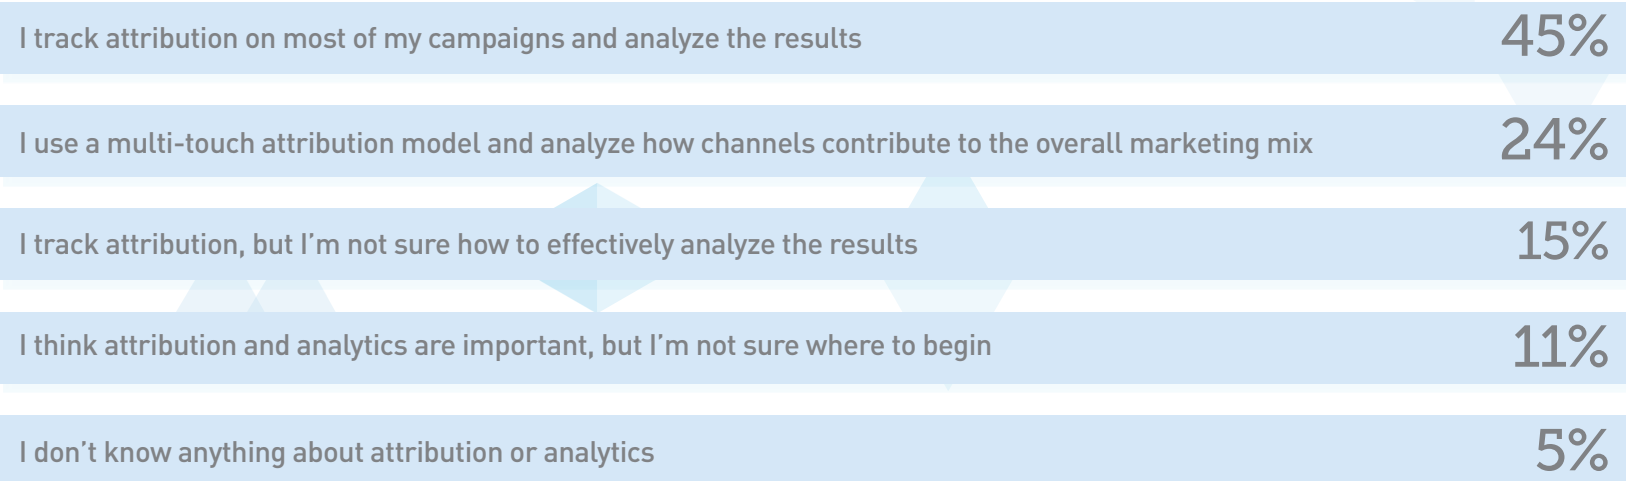 I track attribution on most of my campaigns and analyze the results 45%
I use a multi-touch attribution model and analyze how channels contribute to the overall marketing mix 24%
I track attribution, but I’m not sure how to effectively analyze the results 15%
I think attribution and analytics are important, but I’m not sure where to begin 11%
I don’t know anything about attribution or analytics 5%